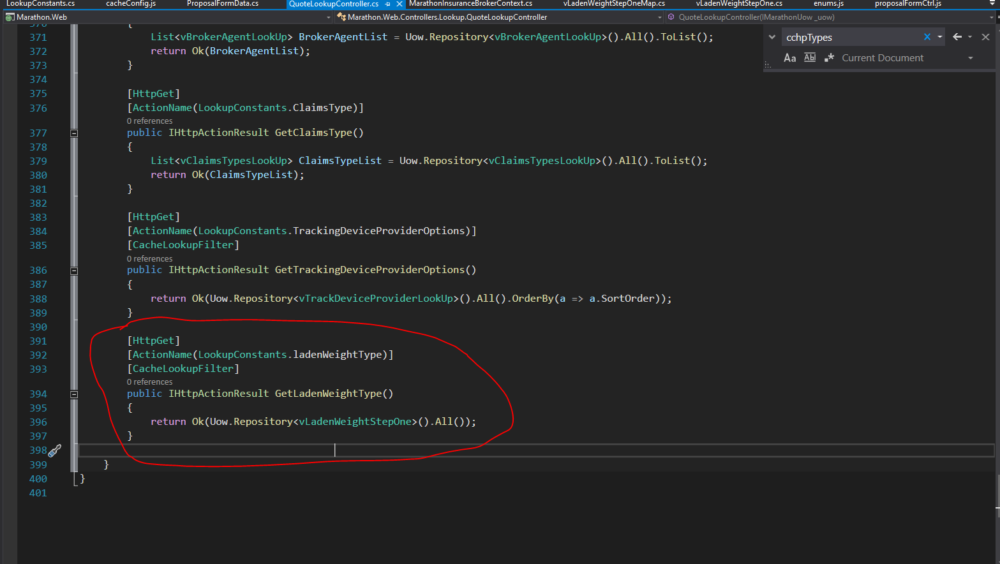 LookupConstants.cs cacheConfig.js ProposalFormData.cs QuoteLookupController.cs MarathonInsuranceBrokerContext.cs vLadenWeightStepOneMap.cs vLadenWeightStepOne.cs enums.js proposalFormCtrl.js
Marathon.Web Marathon.Web.Controllers.Lookup.QuoteLookupController QuoteLookupController(IMarathonUow _uow)
cchpTypes
Aa Abl .* Current Document
370 {
371 List<vBrokerAgentLookUp> BrokerAgentList = Uow.Repository<vBrokerAgentLookUp>().All().ToList();
372 return Ok(BrokerAgentList);
373 }
374
375 [HttpGet]
376 [ActionName(LookupConstants.ClaimsType)]
0 references
377 public IHttpActionResult GetClaimsType()
378 {
379 List<vClaimsTypesLookUp> ClaimsTypeList = Uow.Repository<vClaimsTypesLookUp>().All().ToList();
380 return Ok(ClaimsTypeList);
381 }
382
383 [HttpGet]
384 [ActionName(LookupConstants.TrackingDeviceProviderOptions)]
385 [CacheLookupFilter]
0 references
386 public IHttpActionResult GetTrackingDeviceProviderOptions()
387 {
388 return Ok(Uow.Repository<vTrackDeviceProviderLookUp>().All().OrderBy(a => a.SortOrder));
389 }
390
391 [HttpGet]
392 [ActionName(LookupConstants.ladenWeightType)]
393 [CacheLookupFilter]
0 references
394 public IHttpActionResult GetLadenWeightType()
395 {
396 return Ok(Uow.Repository<vLadenWeightStepOne>().All());
397 }
398
399 }
400 }
401